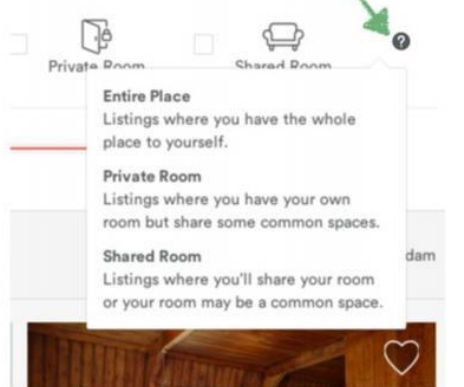 Private Room Shared Room ?
Entire Place
Listings where you have the whole
place to yourself.
Private Room
Listings where you have your own
room but share some common spaces.
dam
Shared Room
Listings where you'll share your room
or your room may be a common space.